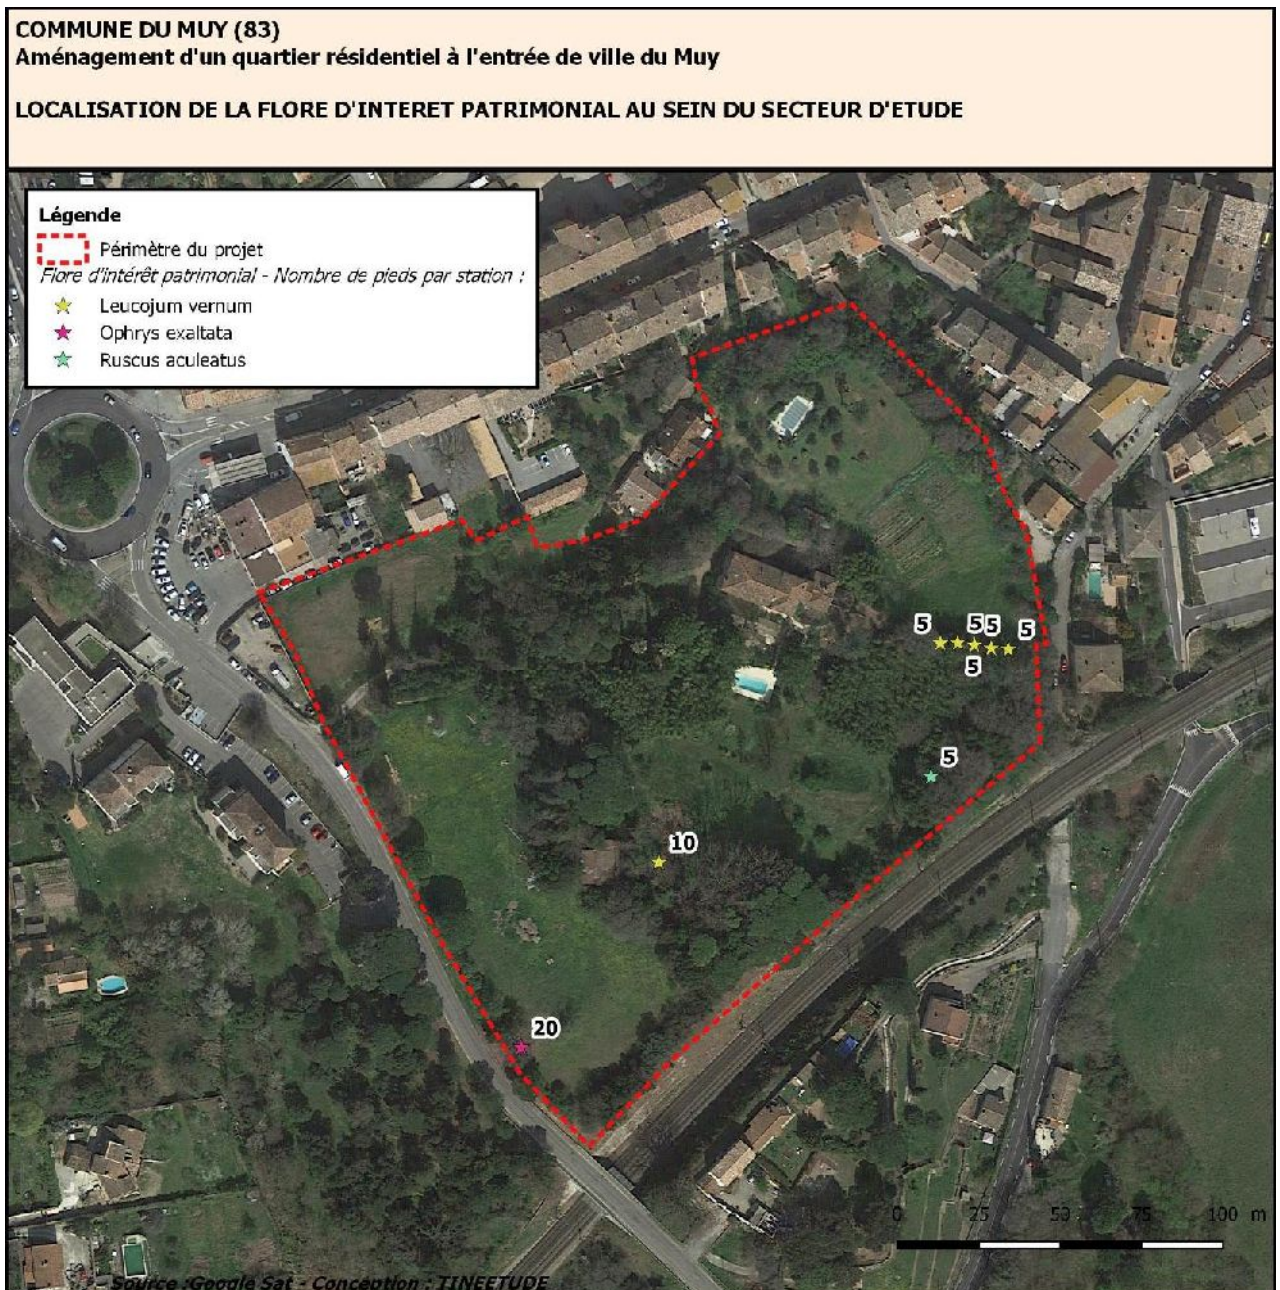 COMMUNE DU MUY (83)
Aménagement d'un quartier résidentiel à l'entrée de ville du Muy
LOCALISATION DE LA FLORE D'INTERET PATRIMONIAL AU SEIN DU SECTEUR D'ETUDE
Légende
Périmètre du projet
Flore d'intérêt patrimonial - Nombre de pieds par station :
Leucojum vernum
Ophrys exaltata
Ruscus aculeatus
5 5 5 5
5
5
10
20
0 25 50 75 100 m
Source :Google Sat - Conception : TINEETUDE